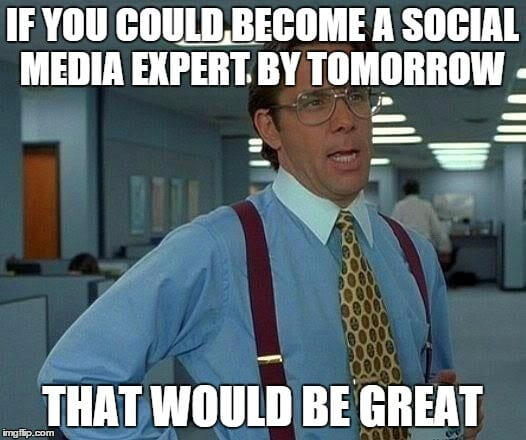 IF YOU COULD BECOME A SOCIAL
MEDIA EXPERT BY TOMORROW
THAT WOULD BE GREAT
imgflip.com